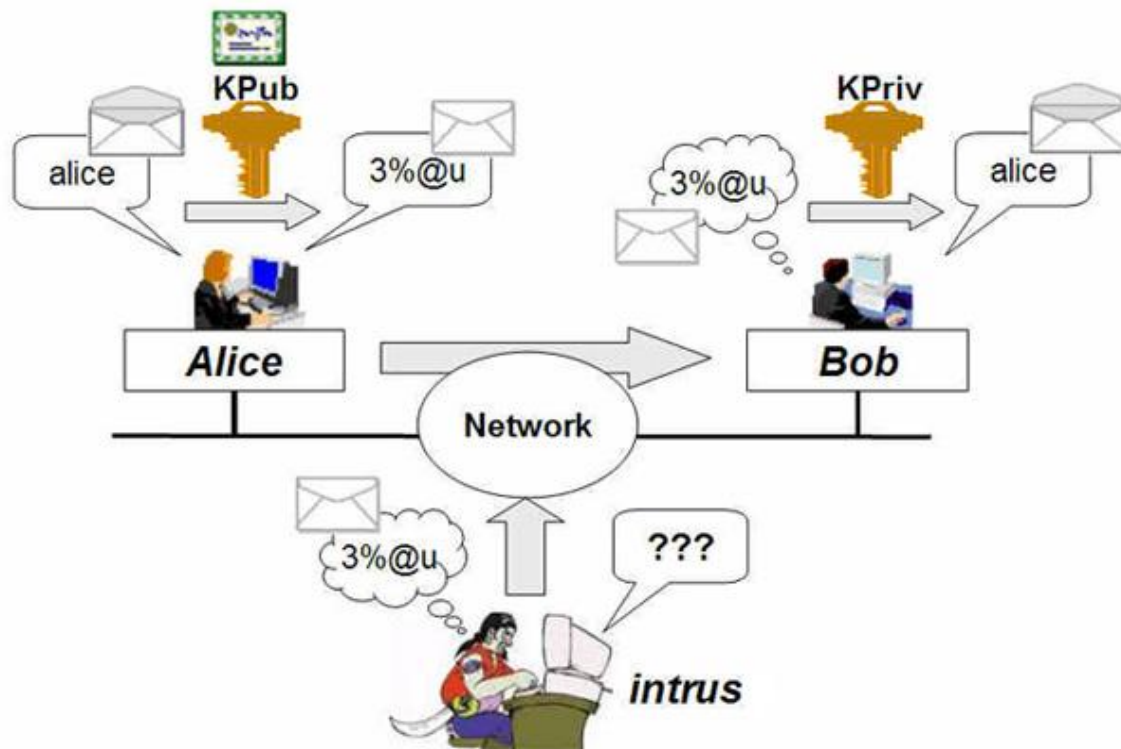 KPub
KPriv
alice
3%@u
3%@u
alice
Alice
Bob
Network
3%@u
???
intrus